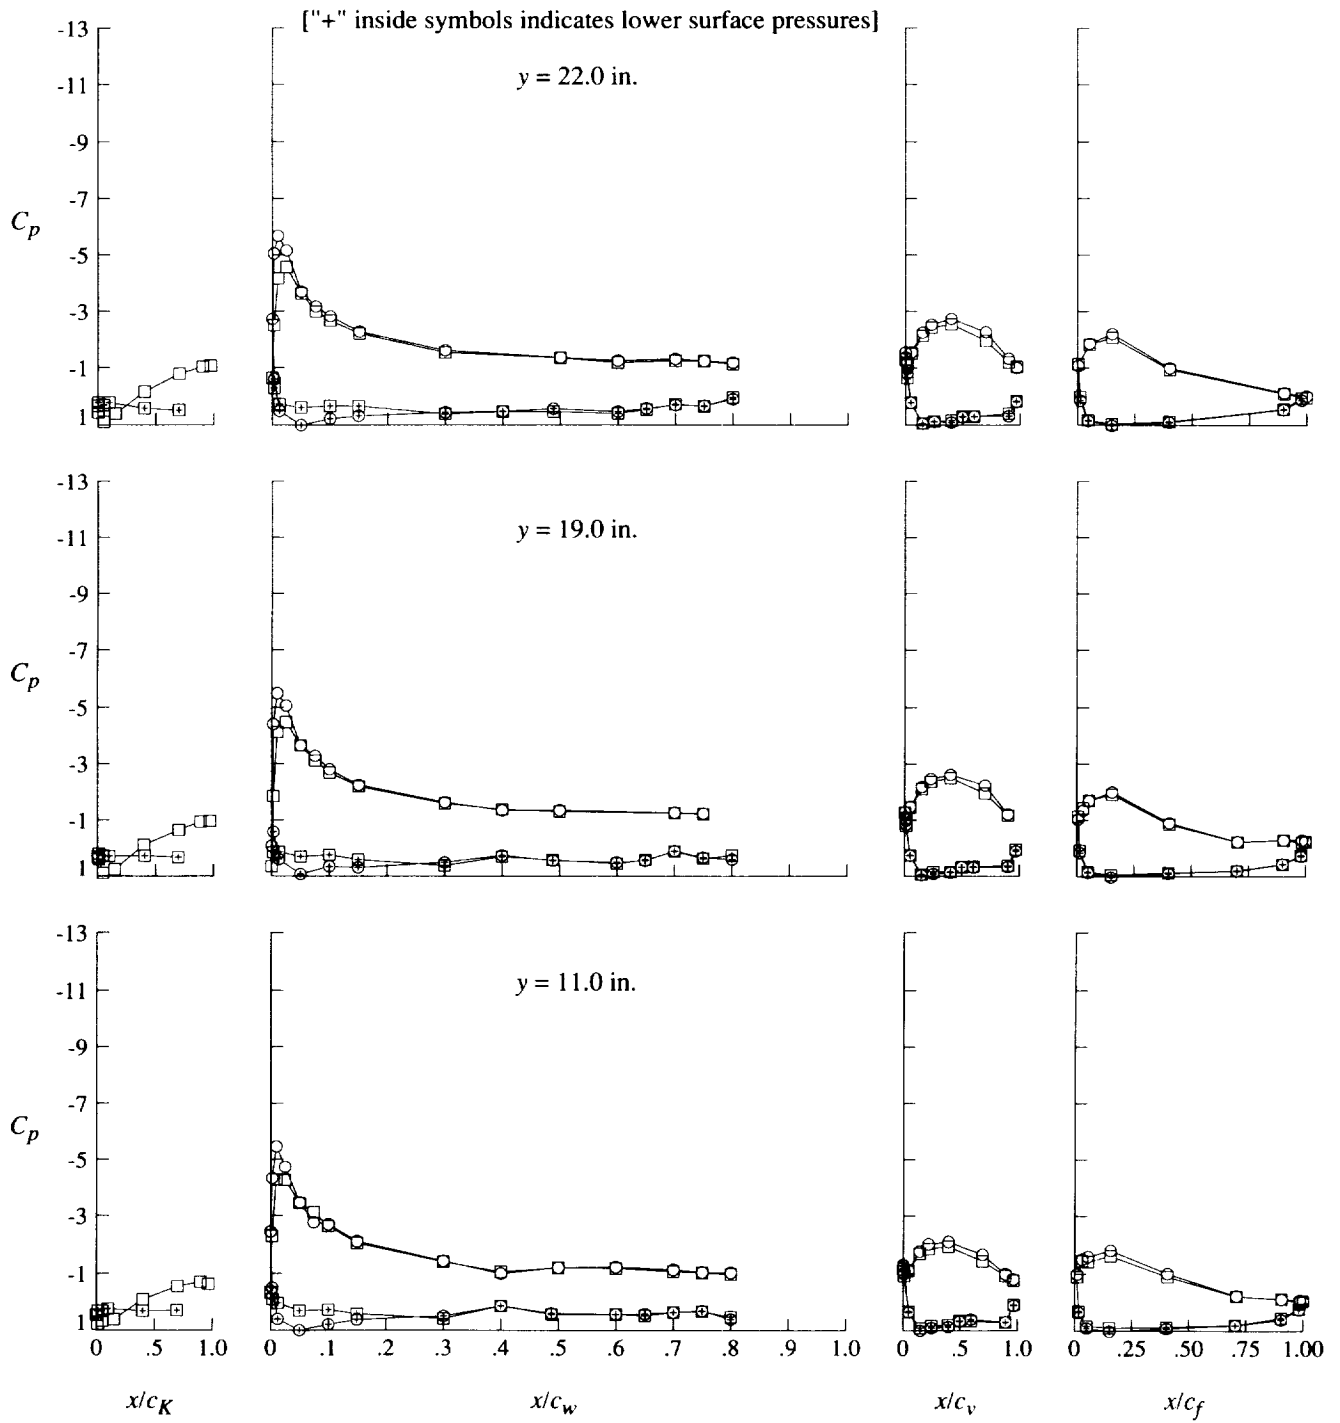 ["+" inside symbols indicates lower surface pressures]
y = 22.0 in.
-13
-11
-9
-7
-5
-3
-1
1
C_p
y = 19.0 in.
-13
-11
-9
-7
-5
-3
-1
1
C_p
y = 11.0 in.
-13
-11
-9
-7
-5
-3
-1
1
C_p
0 .5 1.0 0 .1 .2 .3 .4 .5 .6 .7 .8 .9 1.0 0 .5 1.0 0 .25 .50 .75 1.00
x/c_K x/c_w x/c_v x/c_f